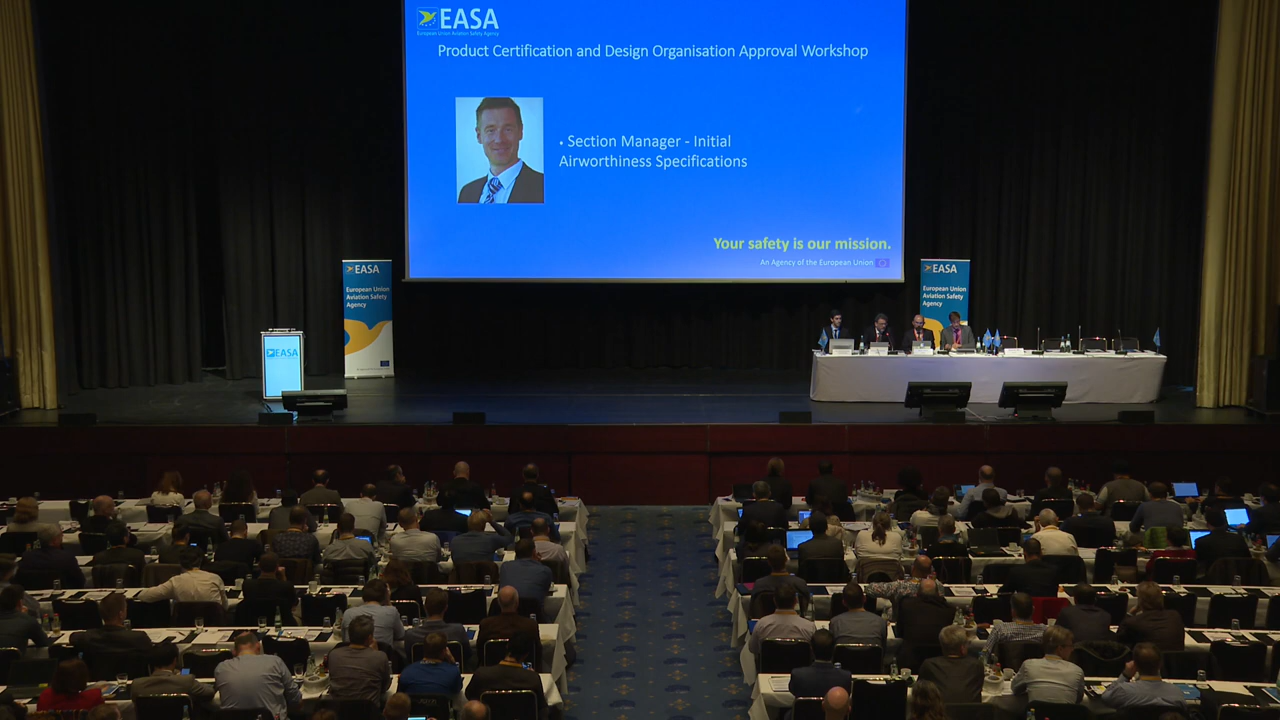 EASA
European Union Aviation Safety Agency
Product Certification and Design Organisation Approval Workshop
• Section Manager - Initial
Airworthiness Specifications
Your safety is our mission.
An Agency of the European Union
EASA
European Union
Aviation Safety
Agency
EASA
European Union
Aviation Safety
Agency
EASA